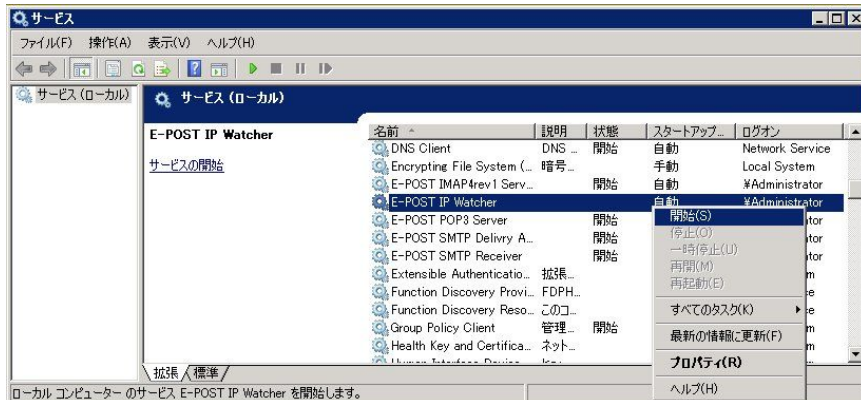 サービス
ファイル(F) 操作(A) 表示(V) ヘルプ(H)
サービス (ローカル)
サービス (ローカル)
E-POST IP Watcher
サービスの開始
名前 説明 状態 スタートアップ... ログオン
DNS Client DNS ... 開始 自動 Network Service
Encrypting File System (... 暗号... 手動 Local System
E-POST IMAP4rev1 Serv... 開始 自動 ¥Administrator
E-POST IP Watcher 自動 ¥Administrator
E-POST POP3 Server 開始 tor
E-POST SMTP Delivry A... 開始 tor
E-POST SMTP Receiver 開始 tor
Extensible Authenticatio... 拡張... m
Function Discovery Provi... FDPH... ce
Function Discovery Reso... このコ... ce
Group Policy Client 管理... 開始 m
Health Key and Certifica... ネット... m
開始(S)
停止(O)
一時停止(U)
再開(M)
再起動(E)
すべてのタスク(K)
最新の情報に更新(F)
プロパティ(R)
ヘルプ(H)
拡張 標準
ローカル コンピューター のサービス E-POST IP Watcher を開始します。